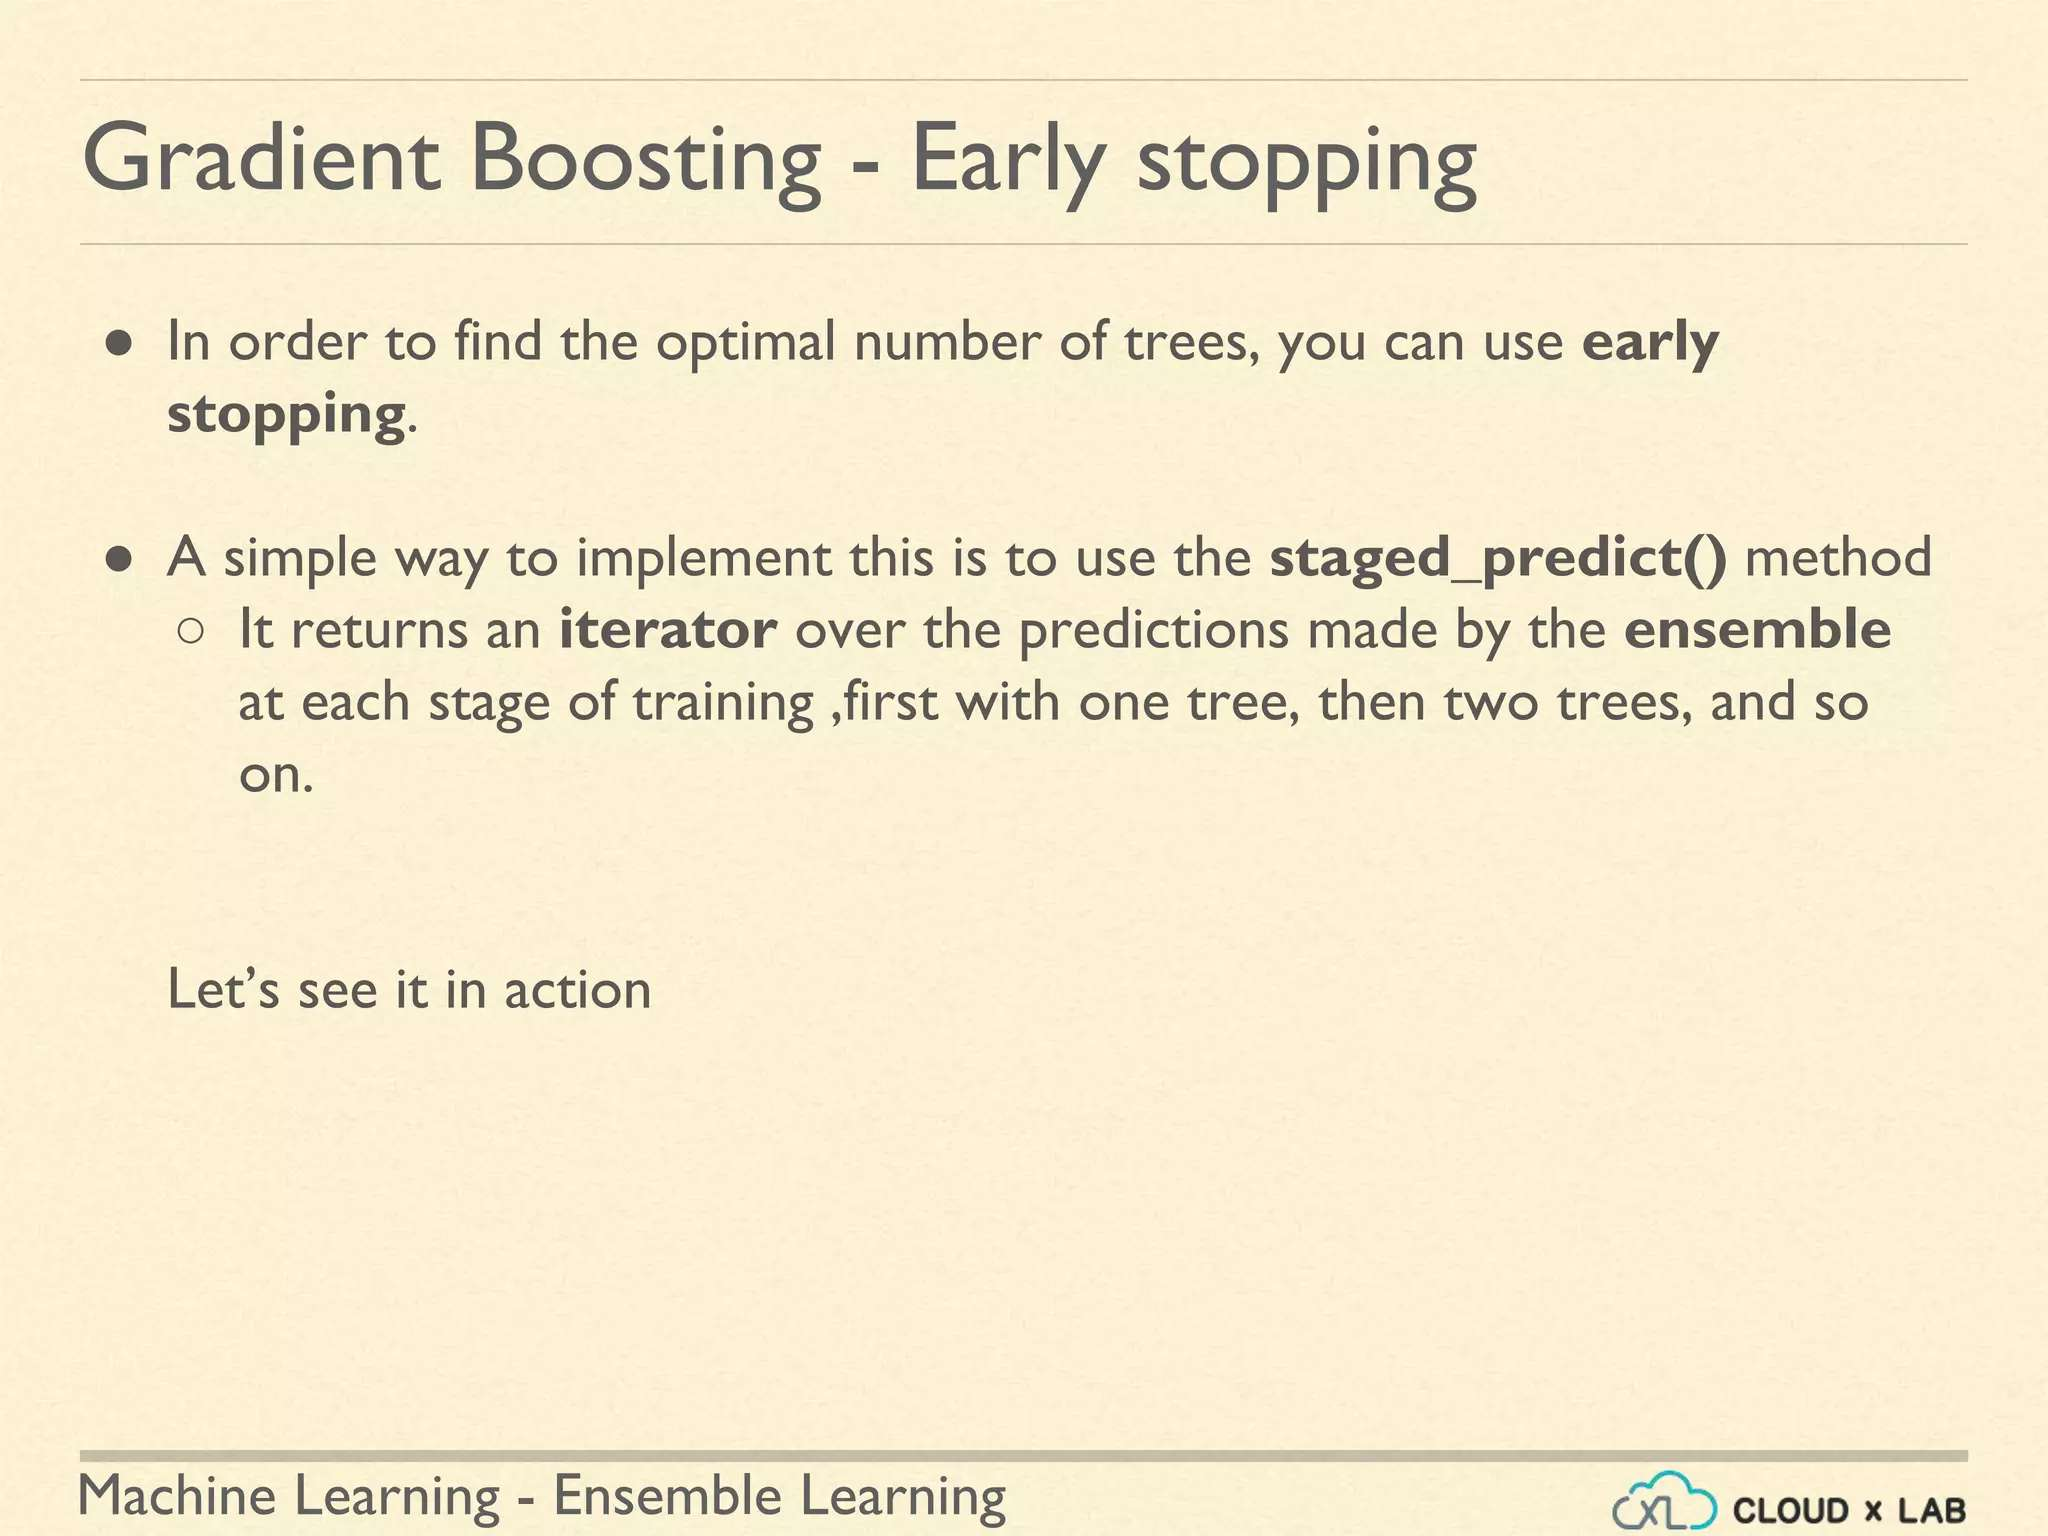 Gradient Boosting - Early stopping
● In order to find the optimal number of trees, you can use early
stopping.
● A simple way to implement this is to use the staged_predict() method
○ It returns an iterator over the predictions made by the ensemble
at each stage of training ,first with one tree, then two trees, and so
on.
Let’s see it in action
Machine Learning - Ensemble Learning
CXL CLOUD x LAB